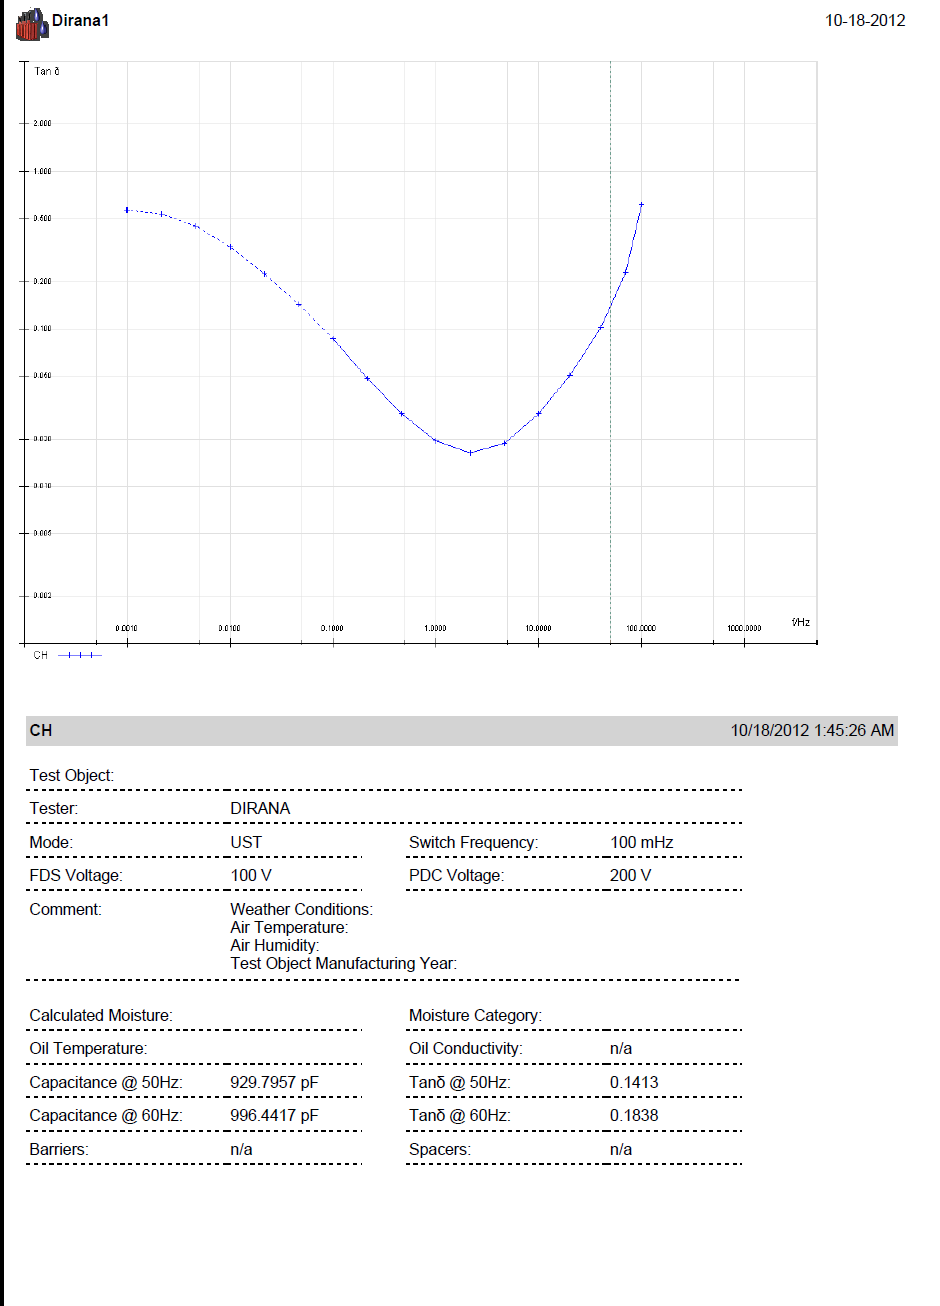 Dirana1
10-18-2012
Tan δ
2.000
1.000
0.500
0.200
0.100
0.050
0.020
0.010
0.005
0.002
0.0010 0.0100 0.1000 1.0000 10.0000 100.0000 1000.0000 f/Hz
CH
CH 10/18/2012 1:45:26 AM
Test Object:
Tester: DIRANA
Mode: UST Switch Frequency: 100 mHz
FDS Voltage: 100 V PDC Voltage: 200 V
Comment: Weather Conditions:
Air Temperature:
Air Humidity:
Test Object Manufacturing Year:
Calculated Moisture: Moisture Category:
Oil Temperature: Oil Conductivity: n/a
Capacitance @ 50Hz: 929.7957 pF Tanδ @ 50Hz: 0.1413
Capacitance @ 60Hz: 996.4417 pF Tanδ @ 60Hz: 0.1838
Barriers: n/a Spacers: n/a